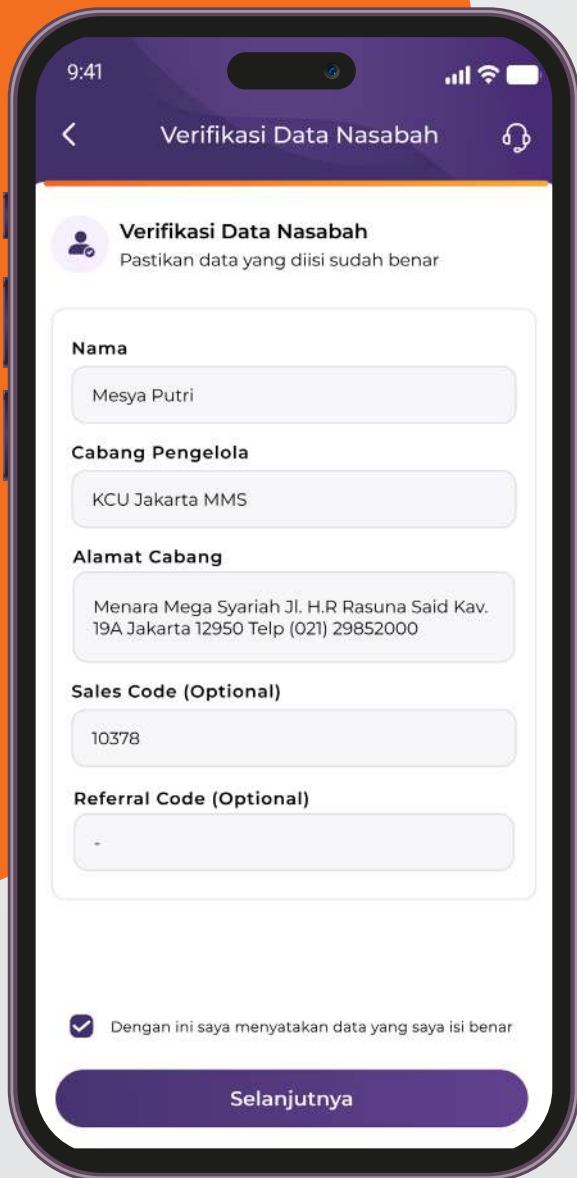 9:41
Verifikasi Data Nasabah
Verifikasi Data Nasabah
Pastikan data yang diisi sudah benar
Nama
Mesya Putri
Cabang Pengelola
KCU Jakarta MMS
Alamat Cabang
Menara Mega Syariah Jl. H.R Rasuna Said Kav.
19A Jakarta 12950 Telp (021) 29852000
Sales Code (Optional)
10378
Referral Code (Optional)
-
Dengan ini saya menyatakan data yang saya isi benar
Selanjutnya